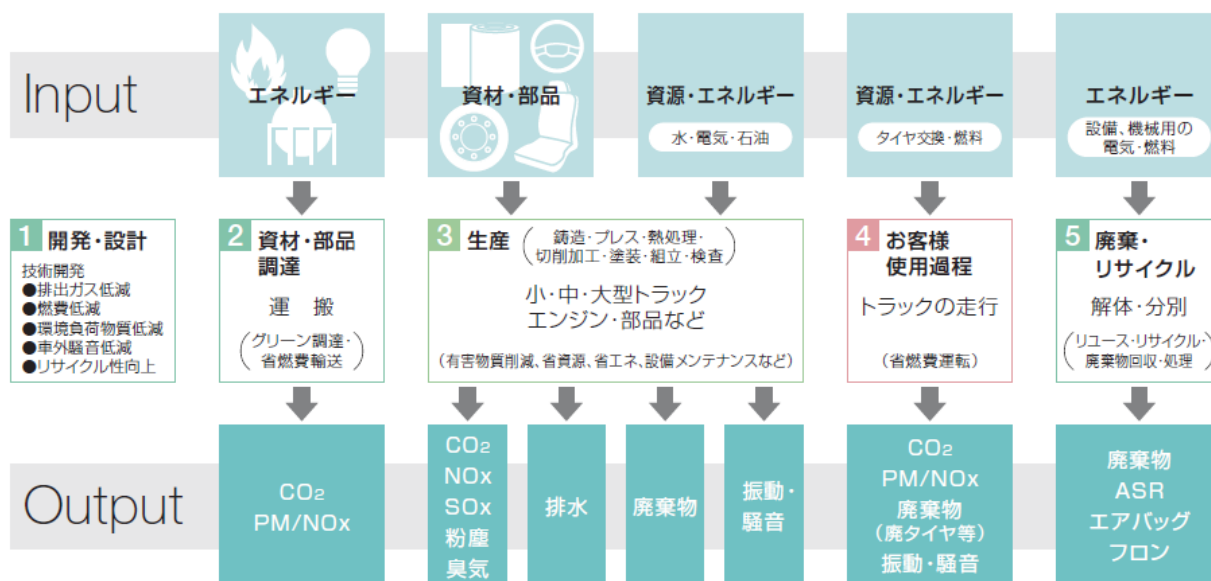 Input
エネルギー
資材・部品
資源・エネルギー
水・電気・石油
資源・エネルギー
タイヤ交換・燃料
エネルギー
設備、機械用の
電気・燃料
1 開発・設計
技術開発
●排出ガス低減
●燃費低減
●環境負荷物質低減
●車外騒音低減
●リサイクル性向上
2 資材・部品
調達
運搬
(グリーン調達・
省燃費輸送)
3 生産
(鋳造・プレス・熱処理・
切削加工・塗装・組立・検査)
小・中・大型トラック
エンジン・部品など
(有害物質削減、省資源、省エネ、設備メンテナンスなど)
4 お客様
使用過程
トラックの走行
(省燃費運転)
5 廃棄・
リサイクル
解体・分別
(リユース・リサイクル・
廃棄物回収・処理)
Output
CO2
PM/NOx
CO2
NOx
SOx
粉塵
臭気
排水
廃棄物
振動・
騒音
CO2
PM/NOx
廃棄物
(廃タイヤ等)
振動・騒音
廃棄物
ASR
エアバッグ
フロン